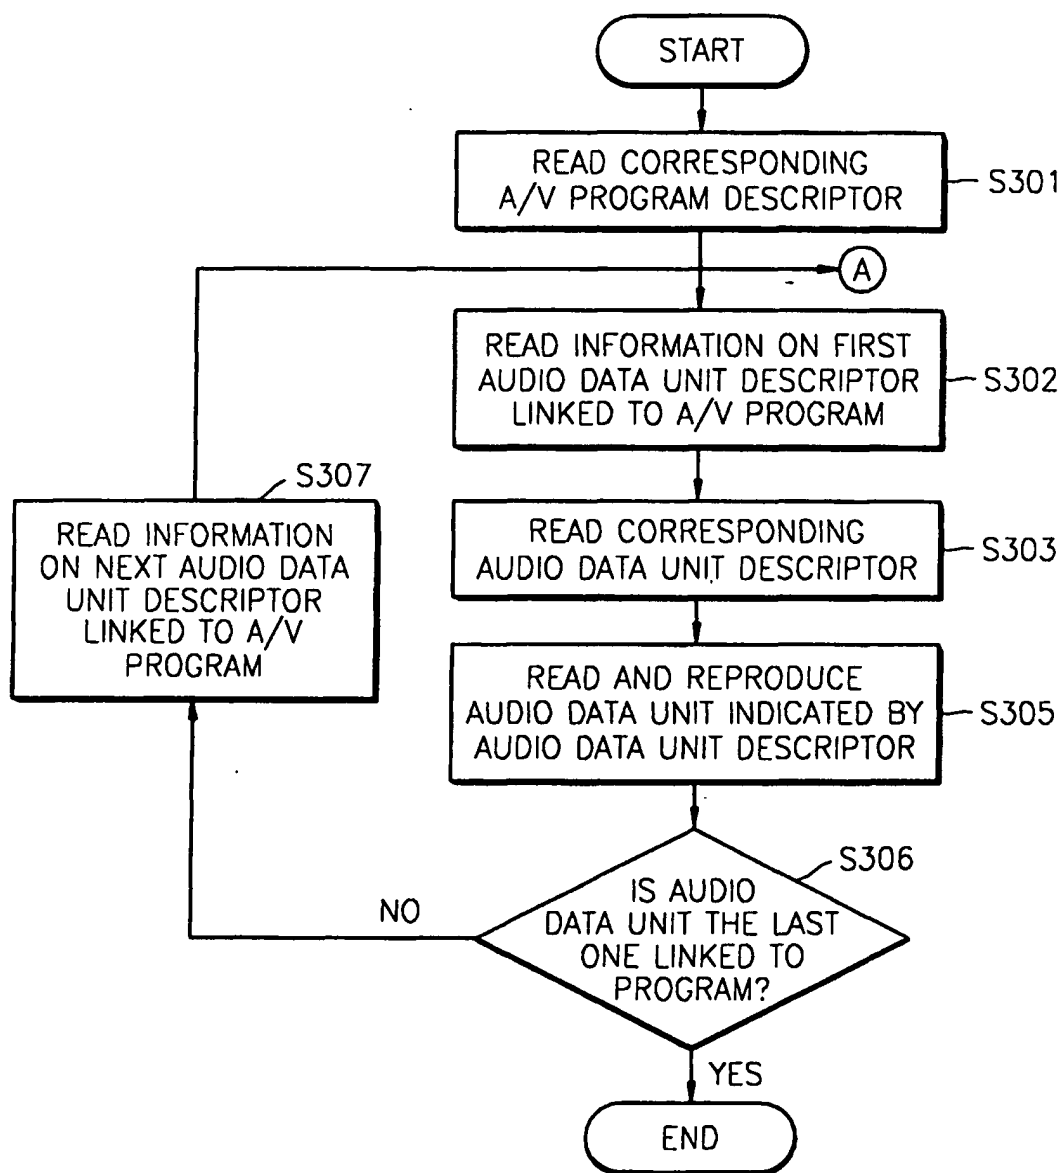 START
READ CORRESPONDING
A/V PROGRAM DESCRIPTOR
S301
A
READ INFORMATION ON FIRST
AUDIO DATA UNIT DESCRIPTOR
LINKED TO A/V PROGRAM
S302
S307
READ INFORMATION
ON NEXT AUDIO DATA
UNIT DESCRIPTOR
LINKED TO A/V
PROGRAM
READ CORRESPONDING
AUDIO DATA UNIT DESCRIPTOR
S303
READ AND REPRODUCE
AUDIO DATA UNIT INDICATED BY
AUDIO DATA UNIT DESCRIPTOR
S305
S306
IS AUDIO
DATA UNIT THE LAST
ONE LINKED TO
PROGRAM?
NO
YES
END